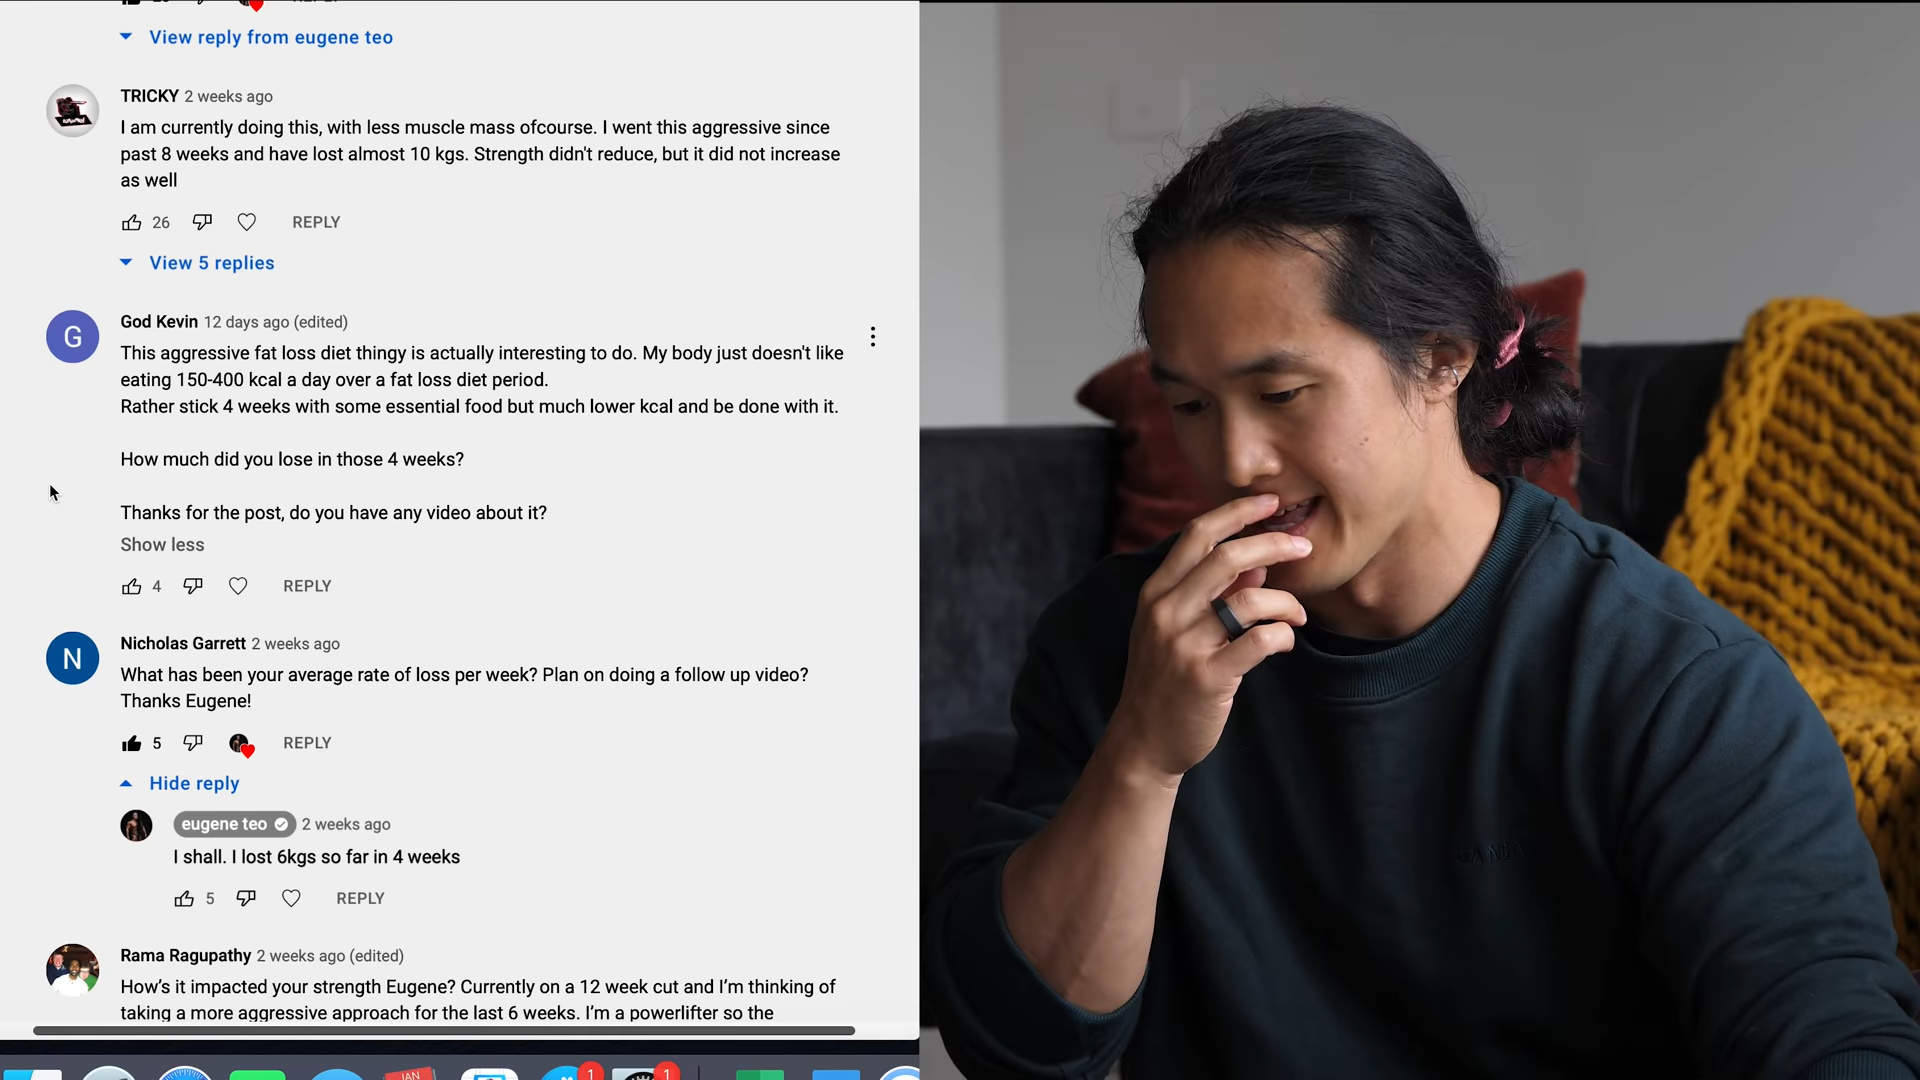 View reply from eugene teo
TRICKY 2 weeks ago
I am currently doing this, with less muscle mass ofcourse. I went this aggressive since
past 8 weeks and have lost almost 10 kgs. Strength didn't reduce, but it did not increase
as well
26 REPLY
View 5 replies
G
God Kevin 12 days ago (edited)
This aggressive fat loss diet thingy is actually interesting to do. My body just doesn't like
eating 150-400 kcal a day over a fat loss diet period.
Rather stick 4 weeks with some essential food but much lower kcal and be done with it.
How much did you lose in those 4 weeks?
Thanks for the post, do you have any video about it?
Show less
4 REPLY
N
Nicholas Garrett 2 weeks ago
What has been your average rate of loss per week? Plan on doing a follow up video?
Thanks Eugene!
5 REPLY
Hide reply
eugene teo 2 weeks ago
I shall. I lost 6kgs so far in 4 weeks
5 REPLY
Rama Ragupathy 2 weeks ago (edited)
How’s it impacted your strength Eugene? Currently on a 12 week cut and I’m thinking of
taking a more aggressive approach for the last 6 weeks. I’m a powerlifter so the
JAN 1 1